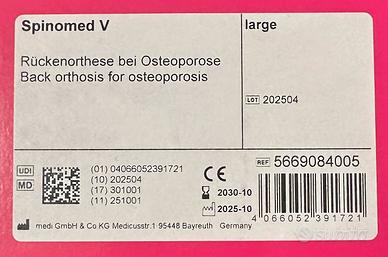 Spinomed V
large
Rückenorthese bei Osteoporose
Back orthosis for osteoporosis
LOT 202504
UDI
MD
(01) 04066052391721
(10) 202504
(17) 301001
(11) 251001
CE
2030-10
2025-10
REF 5669084005
4 066052 391721
medi GmbH & Co KG Medicusstr.1 95448 Bayreuth Germany
subito